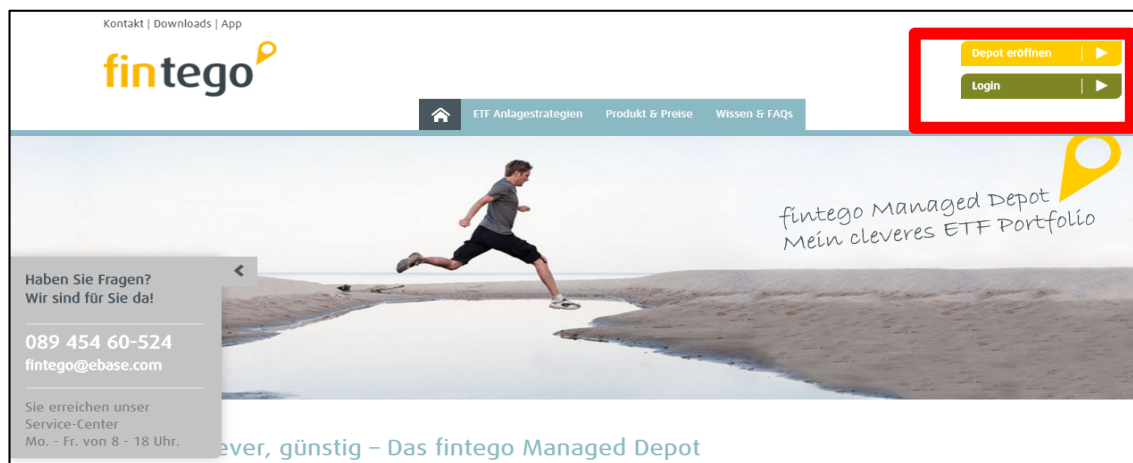 Kontakt | Downloads | App
fintego
Depot eröffnen
Login
ETF Anlagestrategien Produkt & Preise Wissen & FAQs
fintego Managed Depot
Mein cleveres ETF Portfolio
Haben Sie Fragen?
Wir sind für Sie da!
089 454 60-524
fintego@ebase.com
Sie erreichen unser
Service-Center
Mo. - Fr. von 8 - 18 Uhr.
ever, günstig – Das fintego Managed Depot